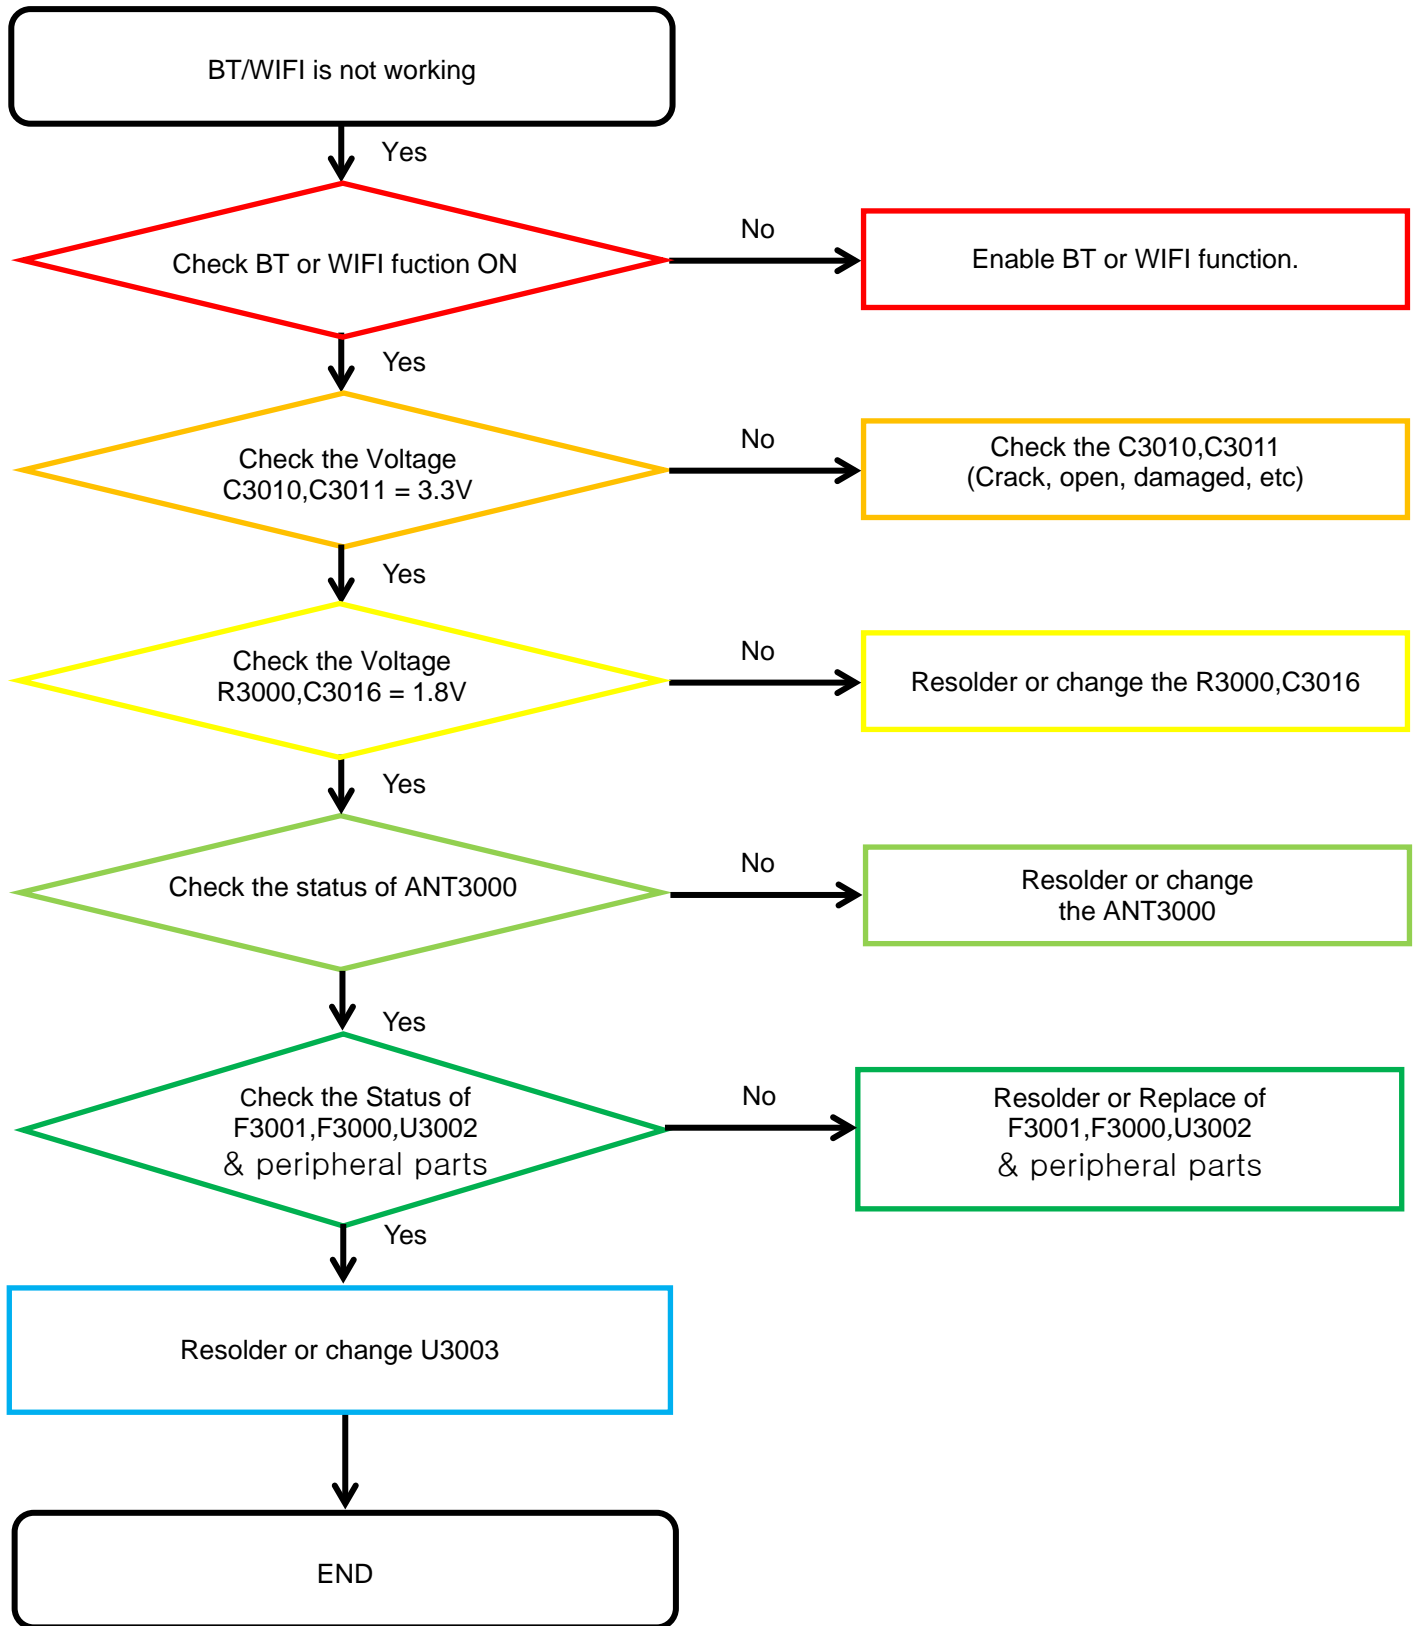 BT/WIFI is not working
Yes
Check BT or WIFI fuction ON
No
Enable BT or WIFI function.
Yes
Check the Voltage
C3010,C3011 = 3.3V
No
Check the C3010,C3011
(Crack, open, damaged, etc)
Yes
Check the Voltage
R3000,C3016 = 1.8V
No
Resolder or change the R3000,C3016
Yes
Check the status of ANT3000
No
Resolder or change
the ANT3000
Yes
Check the Status of
F3001,F3000,U3002
& peripheral parts
No
Resolder or Replace of
F3001,F3000,U3002
& peripheral parts
Yes
Resolder or change U3003
END